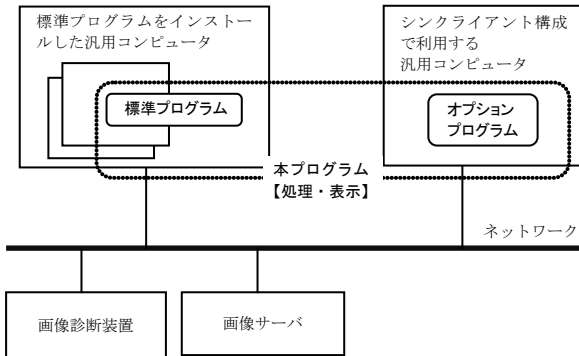 標準プログラムをインストー
ルした汎用コンピュータ
シンクライアント構成
で利用する
汎用コンピュータ
標準プログラム
オプション
プログラム
本プログラム
【処理・表示】
ネットワーク
画像診断装置
画像サーバ